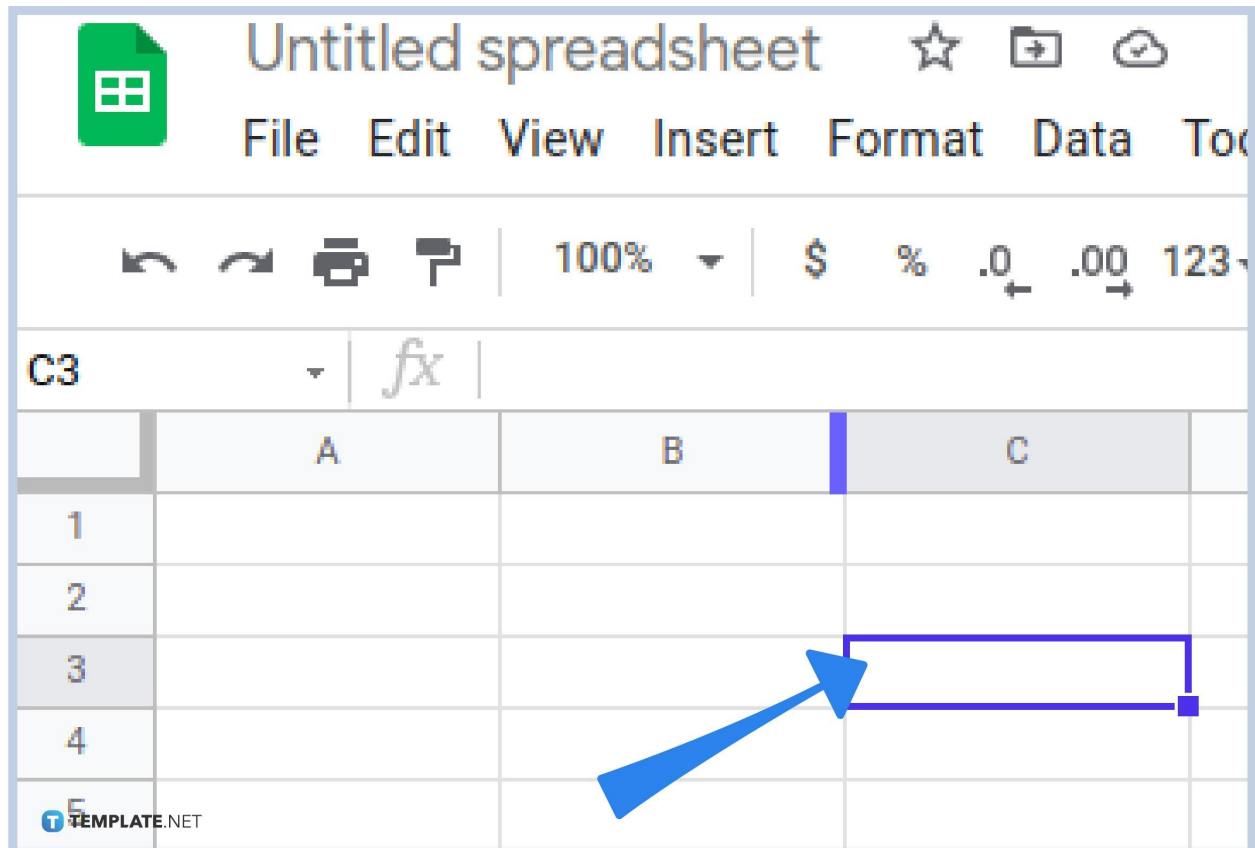 Untitled spreadsheet
File Edit View Insert Format Data
100% $ % .0 .00 123
C3 fx
A B C
1
2
3
4
5
TEMPLATE.NET